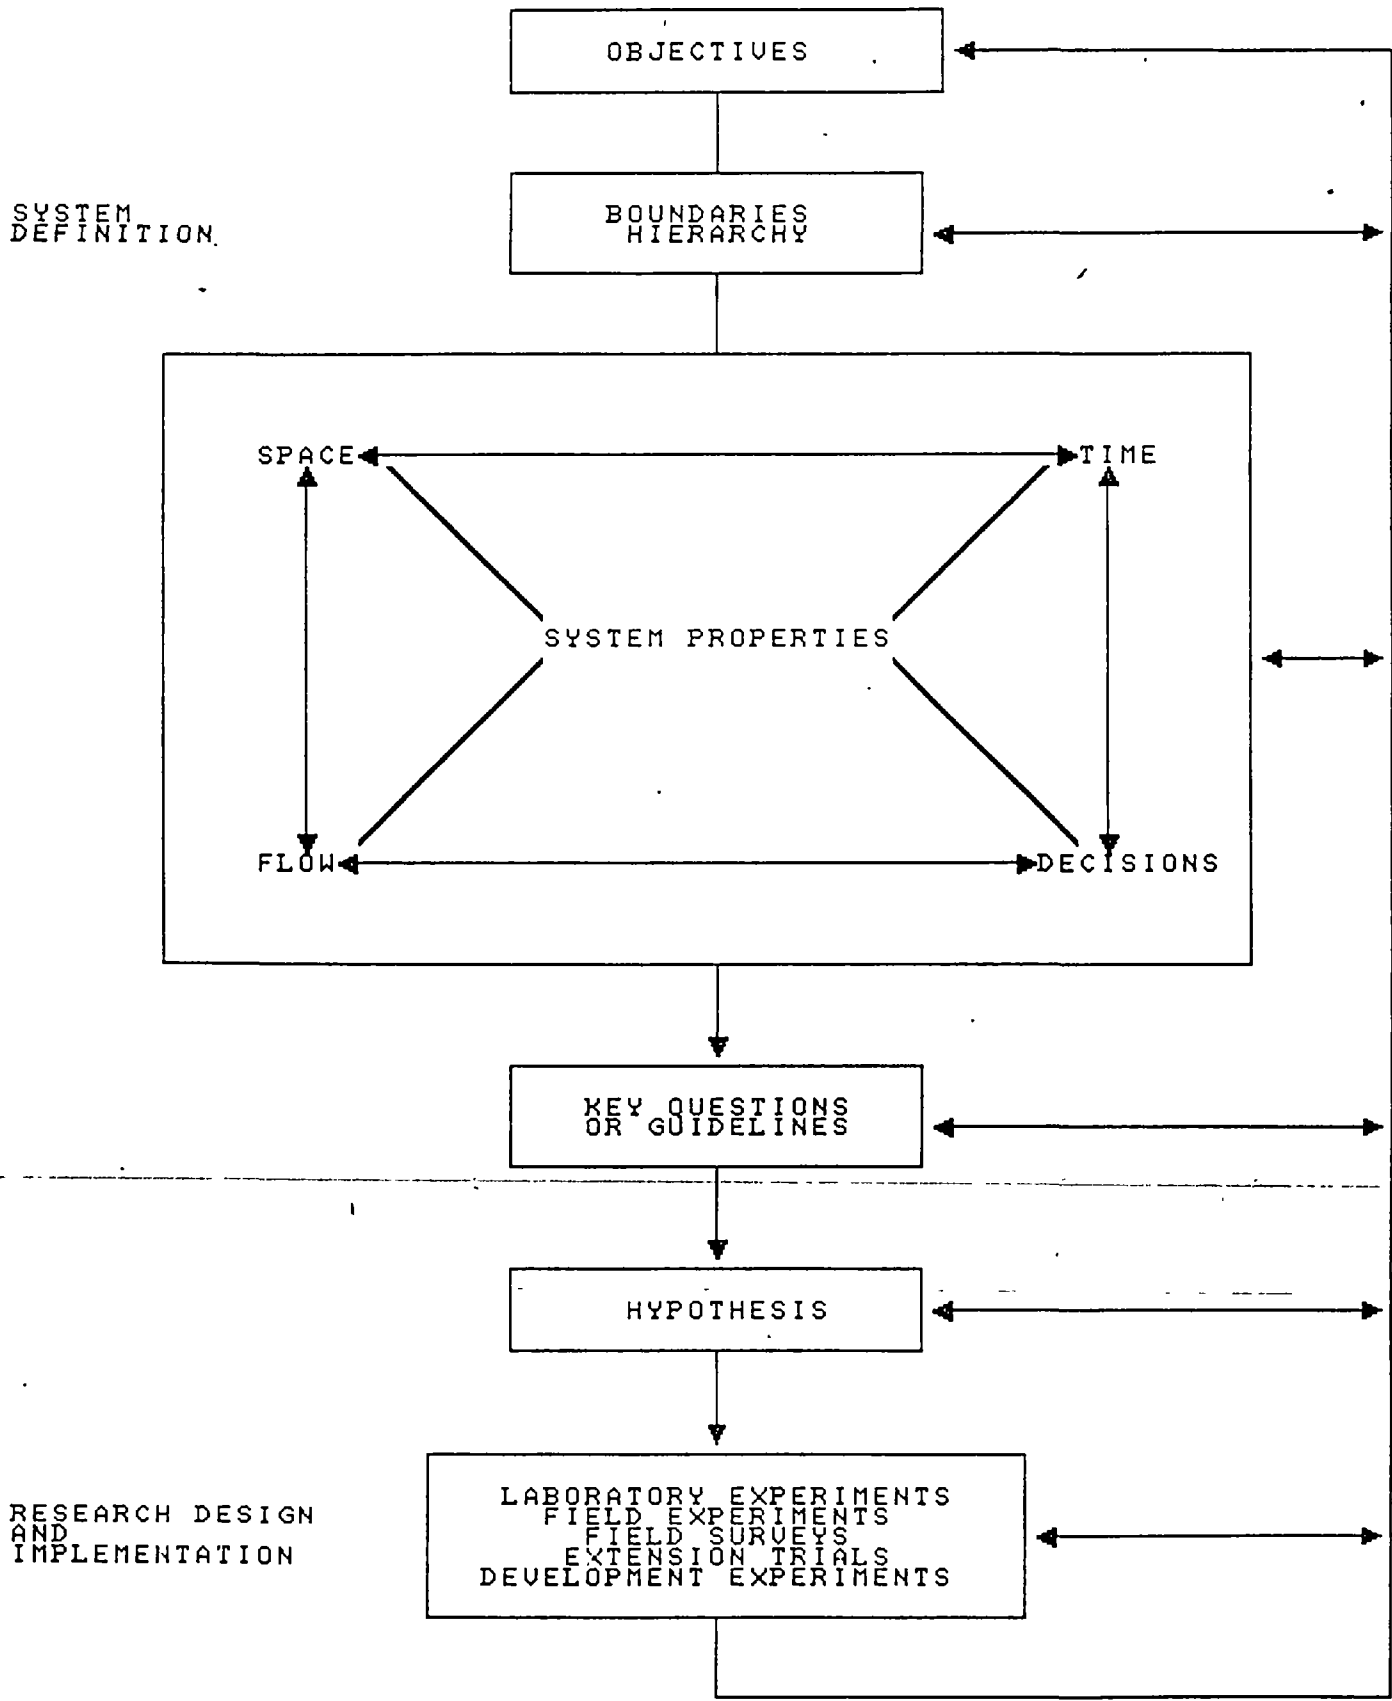 OBJECTIVES
SYSTEM
DEFINITION
BOUNDARIES
HIERARCHY
SPACE
TIME
SYSTEM PROPERTIES
FLOW
DECISIONS
KEY QUESTIONS
OR GUIDELINES
HYPOTHESIS
RESEARCH DESIGN
AND
IMPLEMENTATION
LABORATORY EXPERIMENTS
FIELD EXPERIMENTS
FIELD SURVEYS
EXTENSION TRIALS
DEVELOPMENT EXPERIMENTS